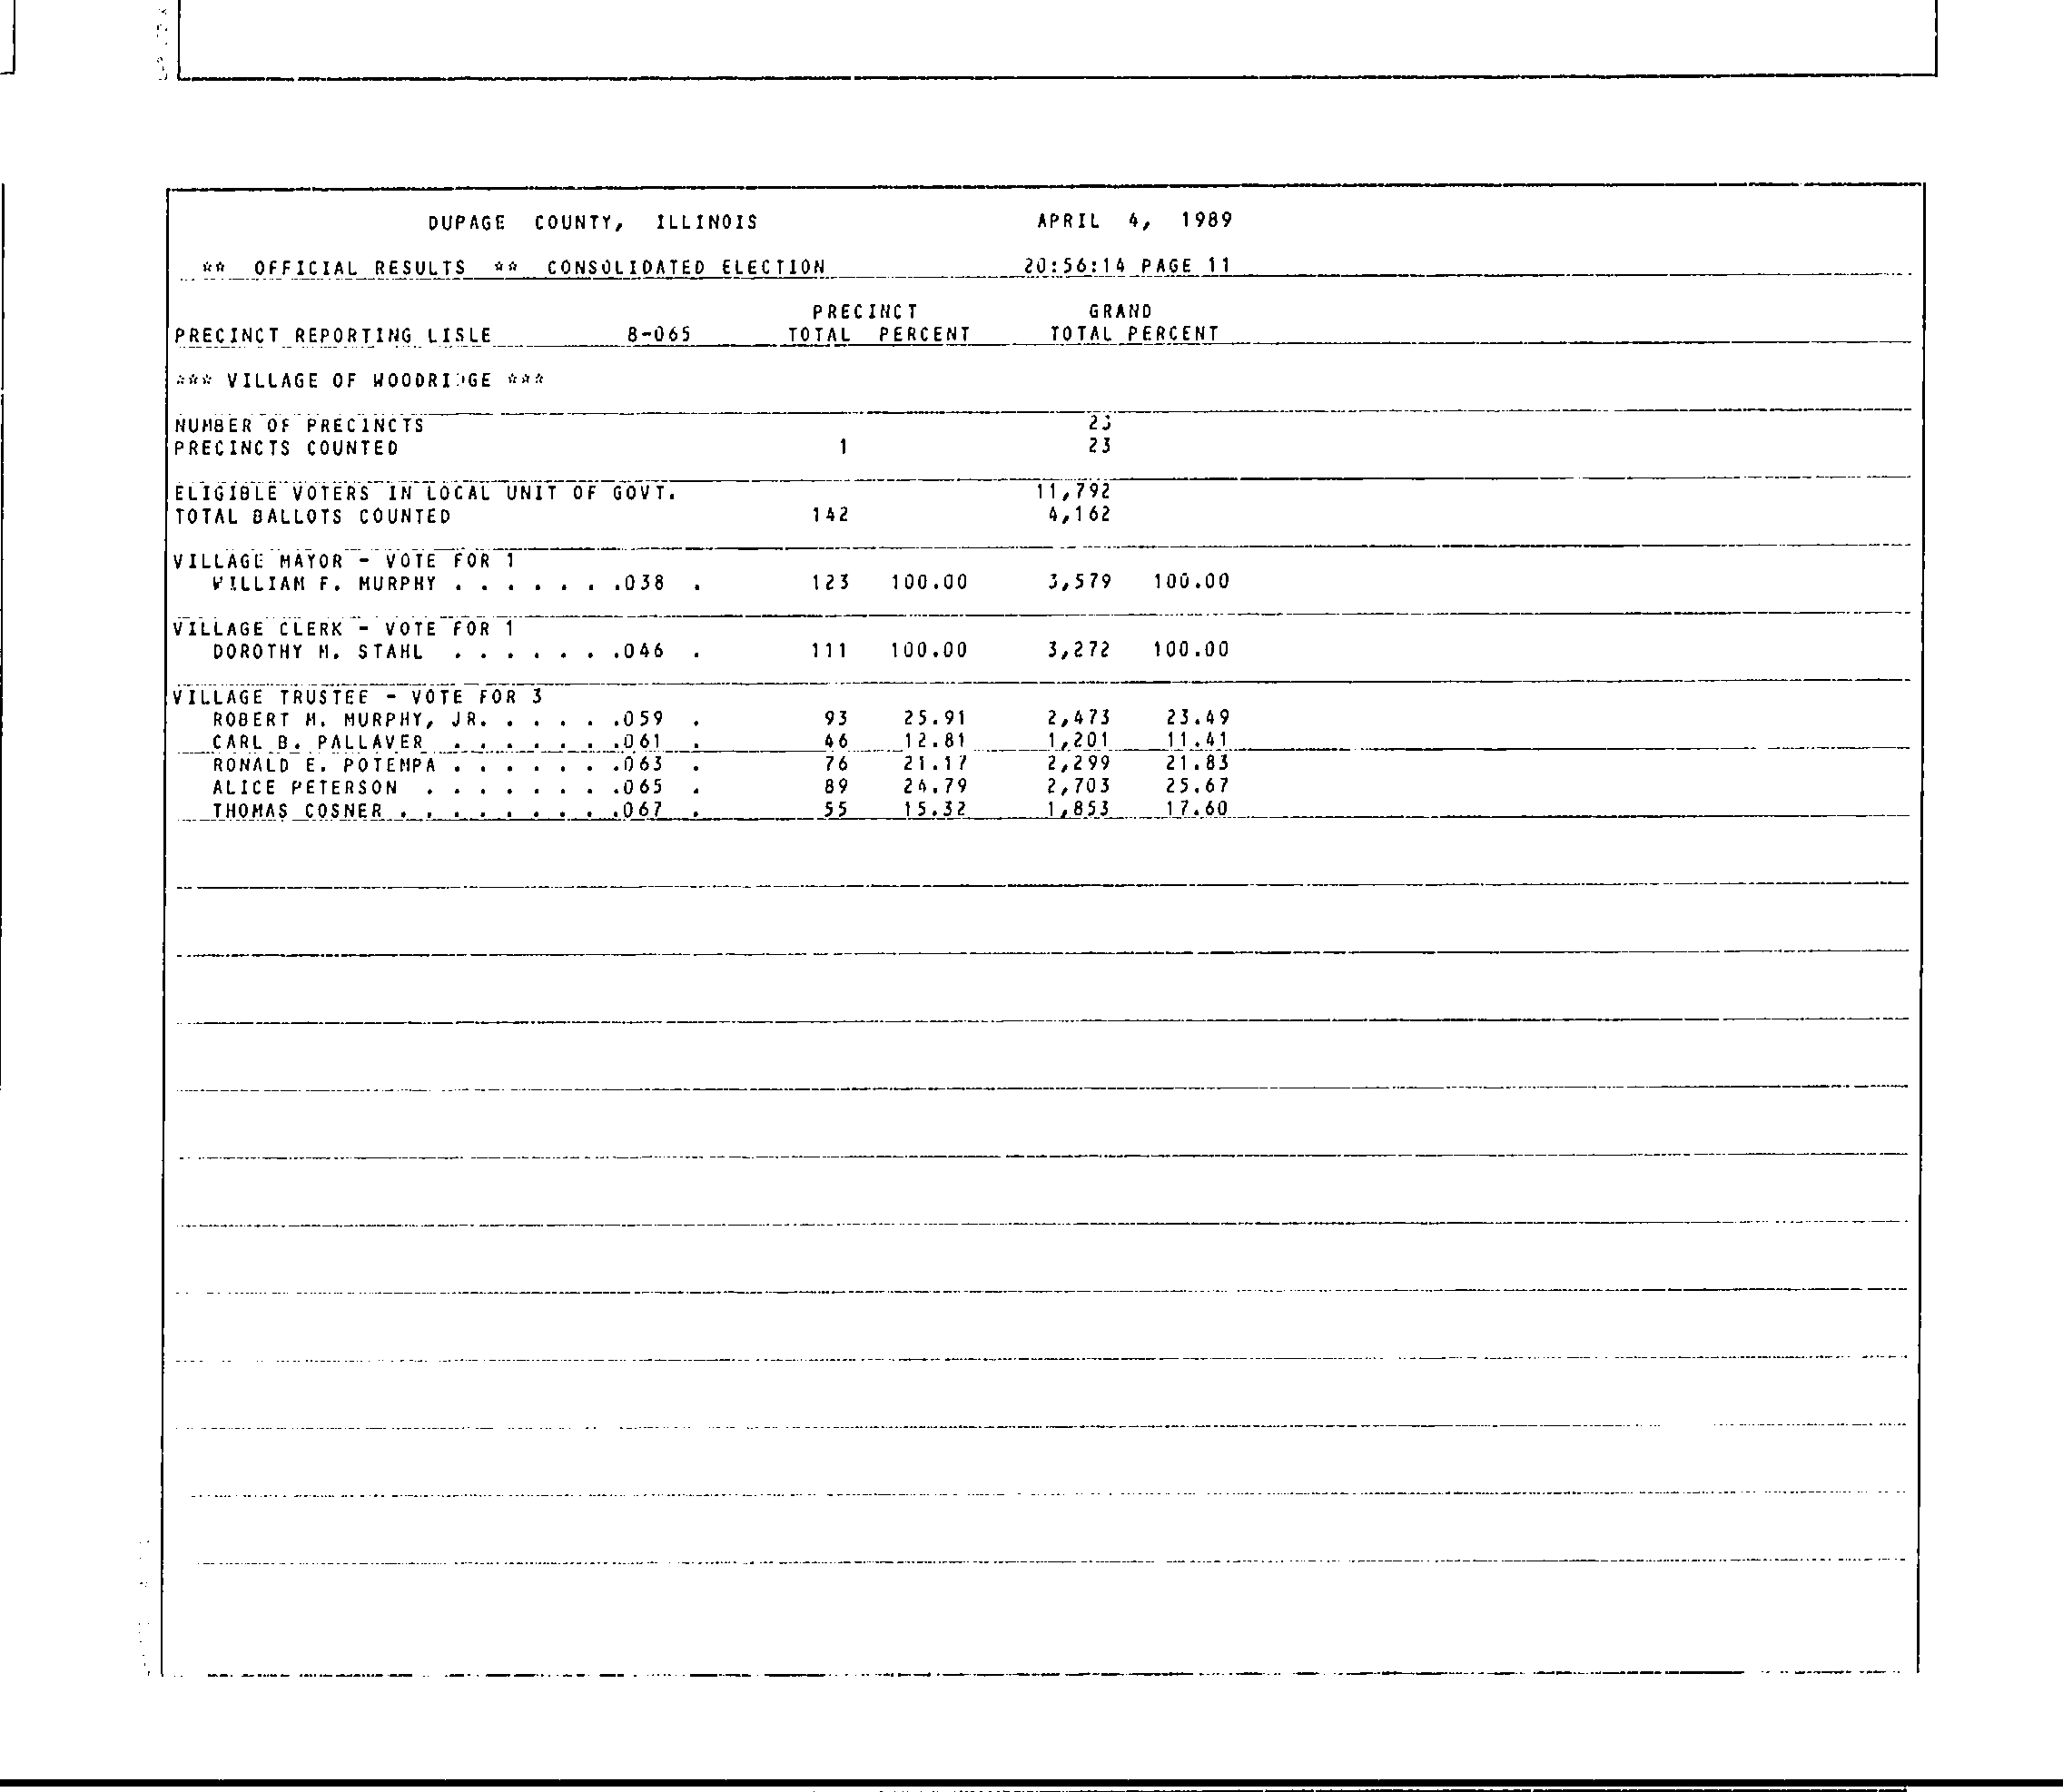 DUPAGE COUNTY, ILLINOIS APRIL 4, 1989
** OFFICIAL RESULTS ** CONSOLIDATED ELECTION 20:56:14 PAGE 11
PRECINCT GRAND
PRECINCT REPORTING LISLE 8-065 TOTAL PERCENT TOTAL PERCENT
*** VILLAGE OF WOODRIDGE ***
NUMBER OF PRECINCTS 23
PRECINCTS COUNTED 1 23
ELIGIBLE VOTERS IN LOCAL UNIT OF GOVT. 11,792
TOTAL BALLOTS COUNTED 142 4,162
VILLAGE MAYOR - VOTE FOR 1
WILLIAM F. MURPHY . . . . . . .038 . 123 100.00 3,579 100.00
VILLAGE CLERK - VOTE FOR 1
DOROTHY M. STAHL . . . . . . .046 . 111 100.00 3,272 100.00
VILLAGE TRUSTEE - VOTE FOR 3
ROBERT M. MURPHY, JR. . . . . .059 . 93 25.91 2,473 23.49
CARL B. PALLAVER . . . . . . .061 . 46 12.81 1,201 11.41
RONALD E. POTEMPA . . . . . . .063 . 76 21.17 2,299 21.83
ALICE PETERSON . . . . . . . .065 . 89 24.79 2,703 25.67
THOMAS COSNER . . . . . . . . .067 . 55 15.32 1,853 17.60